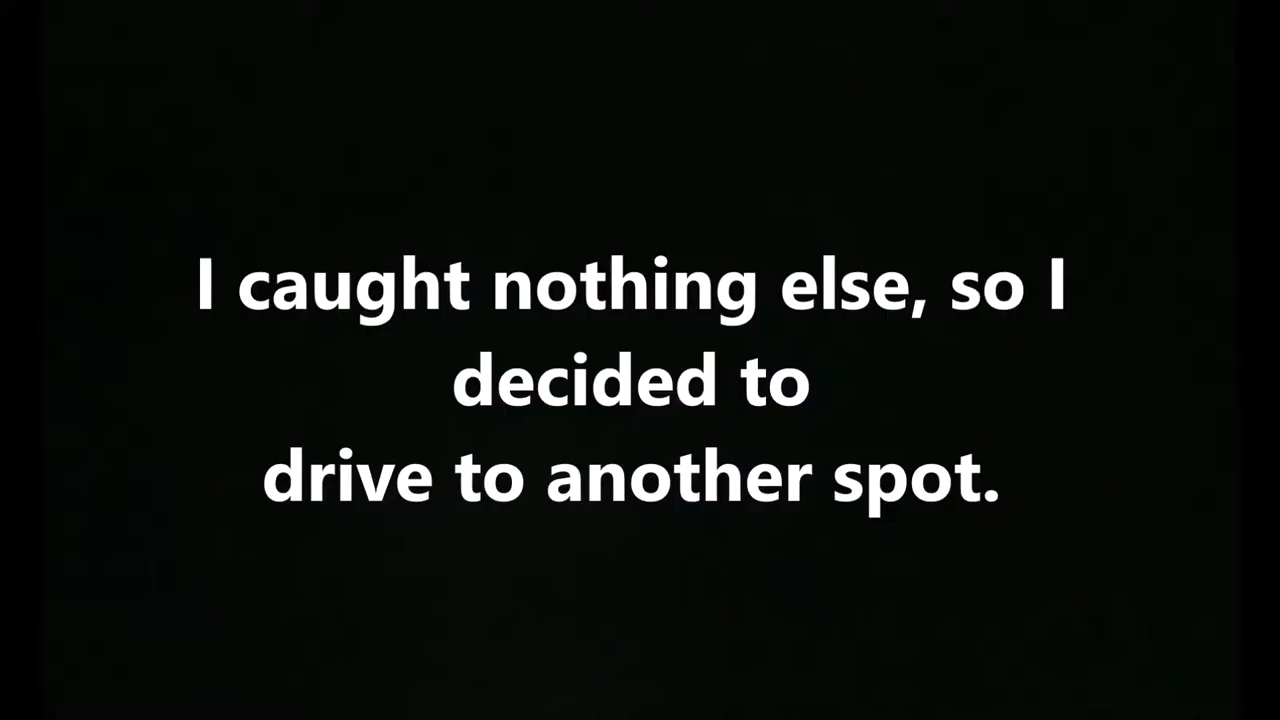 I caught nothing else, so I
decided to
drive to another spot.